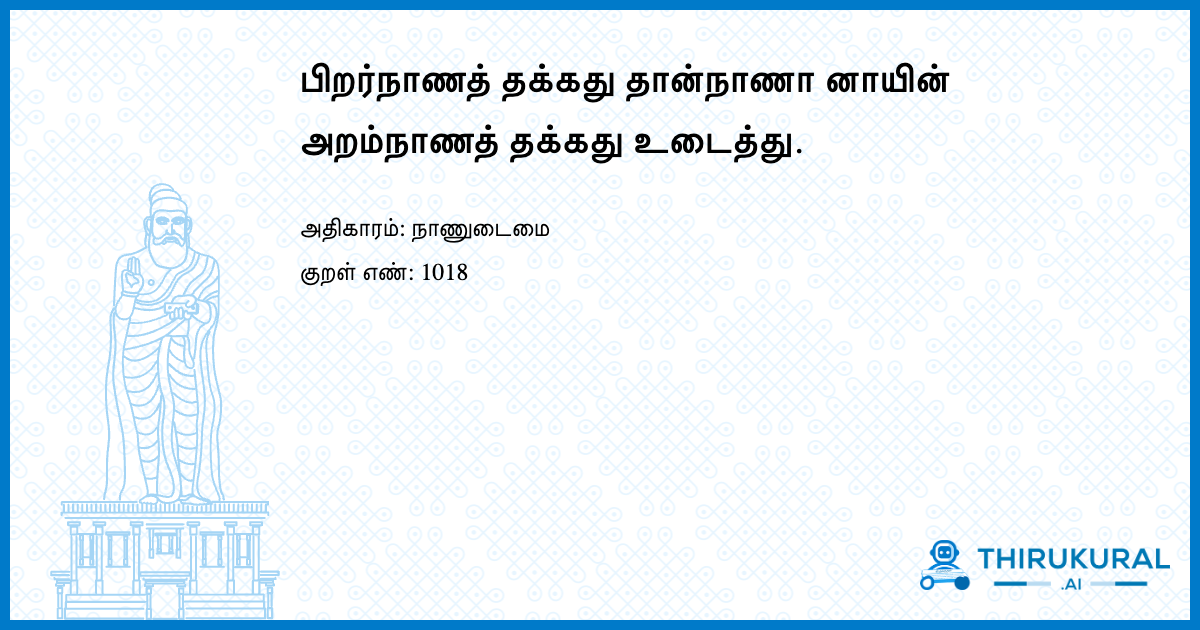 பிறர்நாணத் தக்கது தான்நாணா னாயின்
அறம்நாணத் தக்கது உடைத்து.
அதிகாரம்: நாணுடைமை
குறள் எண்: 1018
THIRUKURAL
.AI